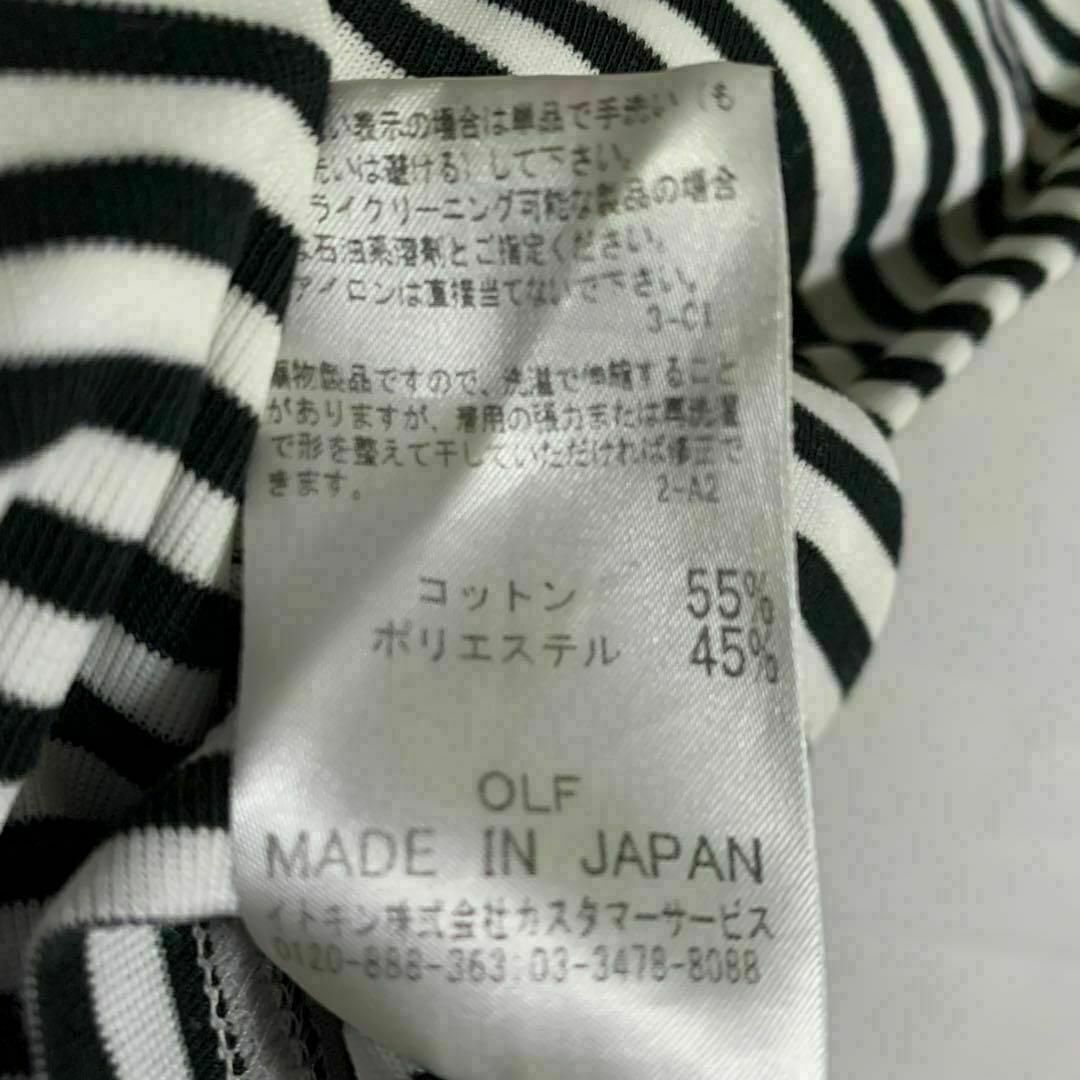 い表示の場合は単品で手洗い（も
洗いは避ける）して下さい。
ライクリーニング可能な製品の場合
は石油系溶剤とご指定ください。
アイロンは直接当てないで下さい。
3-C1
編物製品ですので、洗濯で伸縮すること
がありますが、着用の張力または再洗濯
で形を整えて干していただければ修正で
きます。
2-A2
コットン 55%
ポリエステル 45%
OLF
MADE IN JAPAN
イトキン株式会社カスタマーサービス
0120-888-363 03-3478-8088